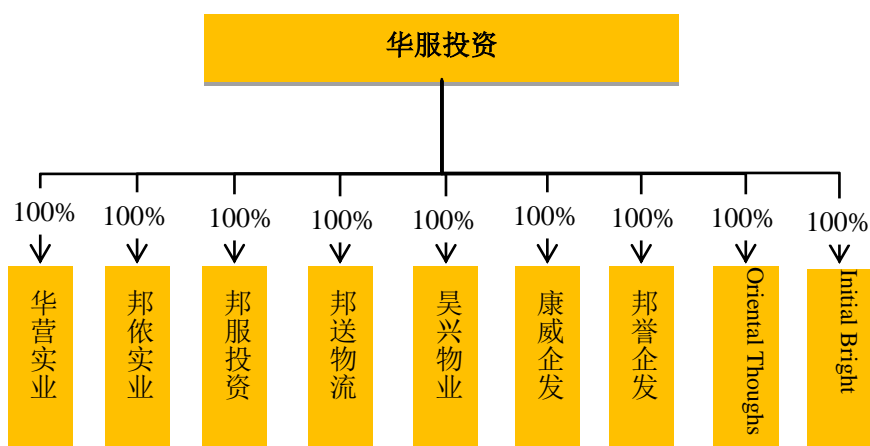 华服投资
100% 100% 100% 100% 100% 100% 100% 100% 100%
华营实业
邦侬实业
邦服投资
邦送物流
昊兴物业
康威企发
邦誉企发
Oriental Thoughs
Initial Bright